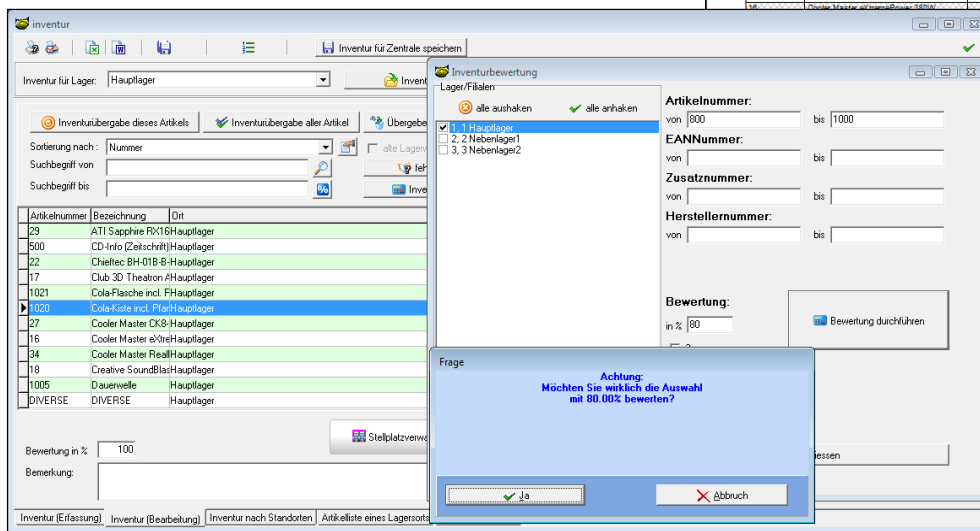 16 Cooler Master eXtremePower 380W
inventur
Inventur für Zentrale speichern
Inventur für Lager: Hauptlager
Inventurübergabe dieses Artikels
Inventurübergabe aller Artikel
Sortierung nach : Nummer
Suchbegriff von
Suchbegriff bis
Artikelnummer Bezeichnung Ort
29 ATI Sapphire RX16 Hauptlager
500 CD-Info (Zeitschrift) Hauptlager
22 Chieftec BH-01B-B- Hauptlager
17 Club 3D Theatron Hauptlager
1021 Cola-Flasche incl. Hauptlager
1020 Cola-Kiste incl. Hauptlager
27 Cooler Master CK8- Hauptlager
16 Cooler Master eXtre Hauptlager
34 Cooler Master Reall Hauptlager
18 Creative SoundBlas Hauptlager
1005 Dauerwelle Hauptlager
DIVERSE DIVERSE Hauptlager
Bewertung in % 100
Bemerkung:
Inventur (Erfassung) Inventur (Bearbeitung) Inventur nach Standorten Artikelliste eines Lagerorts
Inventurbewertung
Lager/Filialen
alle aushaken alle anhaken
1, 1 Hauptlager
2, 2 Nebenlager1
3, 3 Nebenlager2
Artikelnummer:
von 800 bis 1000
EANNummer:
von bis
Zusatznummer:
von bis
Herstellernummer:
von bis
Bewertung:
in % 80
Bewertung durchführen
Frage
Achtung:
Möchten Sie wirklich die Auswahl
mit 80.00% bewerten?
Ja Abbruch